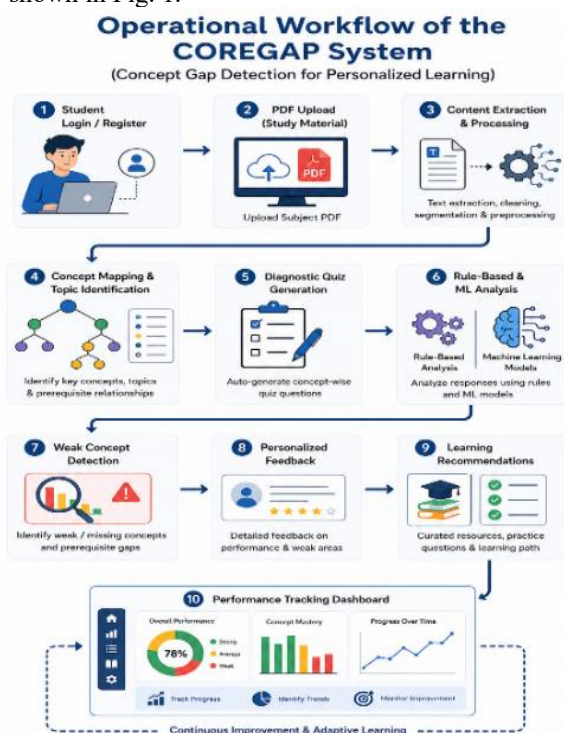 shown in Fig. 1.
Operational Workflow of the
COREGAP System
(Concept Gap Detection for Personalized Learning)
1 Student
Login / Register
2 PDF Upload
(Study Material)
PDF
Upload Subject PDF
3 Content Extraction
& Processing
T
Text extraction, cleaning,
segmentation & preprocessing
4 Concept Mapping &
Topic Identification
Identify key concepts, topics
& prerequisite relationships
5 Diagnostic Quiz
Generation
Auto-generate concept-wise
quiz questions
6 Rule-Based &
ML Analysis
Rule-Based
Analysis
Machine Learning
Models
Analyze responses using rules
and ML models
7 Weak Concept
Detection
Identify weak / missing concepts
and prerequisite gaps
8 Personalized
Feedback
Detailed feedback on
performance & weak areas
9 Learning
Recommendations
Curated resources, practice
questions & learning path
10 Performance Tracking Dashboard
Overall Performance
78%
Strong
Average
Weak
Concept Mastery
Progress Over Time
Track Progress
Identify Trends
Monitor Improvement
Continuous Improvement & Adaptive Learning